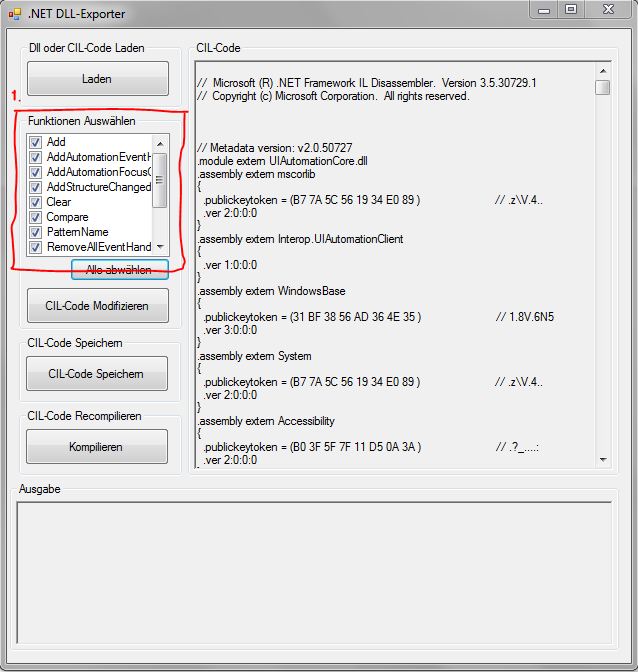 .NET DLL-Exporter
Dll oder CIL-Code Laden
Laden
1.
Funktionen Auswählen
Add
AddAutomationEventH
AddAutomationFocusC
AddStructureChanged
Clear
Compare
PatternName
RemoveAllEventHand
Alle abwählen
CIL-Code Modifizieren
CIL-Code Speichern
CIL-Code Speichern
CIL-Code Recompilieren
Kompilieren
CIL-Code
//  Microsoft (R) .NET Framework IL Disassembler.  Version 3.5.30729.1
//  Copyright (c) Microsoft Corporation.  All rights reserved.
// Metadata version: v2.0.50727
.module extern UIAutomationCore.dll
.assembly extern mscorlib
{
.publickeytoken = (B7 7A 5C 56 19 34 E0 89 ) // .z\V.4..
.ver 2:0:0:0
}
.assembly extern Interop.UIAutomationClient
{
.ver 1:0:0:0
}
.assembly extern WindowsBase
{
.publickeytoken = (31 BF 38 56 AD 36 4E 35 ) // 1.8V.6N5
.ver 3:0:0:0
}
.assembly extern System
{
.publickeytoken = (B7 7A 5C 56 19 34 E0 89 ) // .z\V.4..
.ver 2:0:0:0
}
.assembly extern Accessibility
{
.publickeytoken = (B0 3F 5F 7F 11 D5 0A 3A ) // .?_....:
.ver 2:0:0:0
Ausgabe